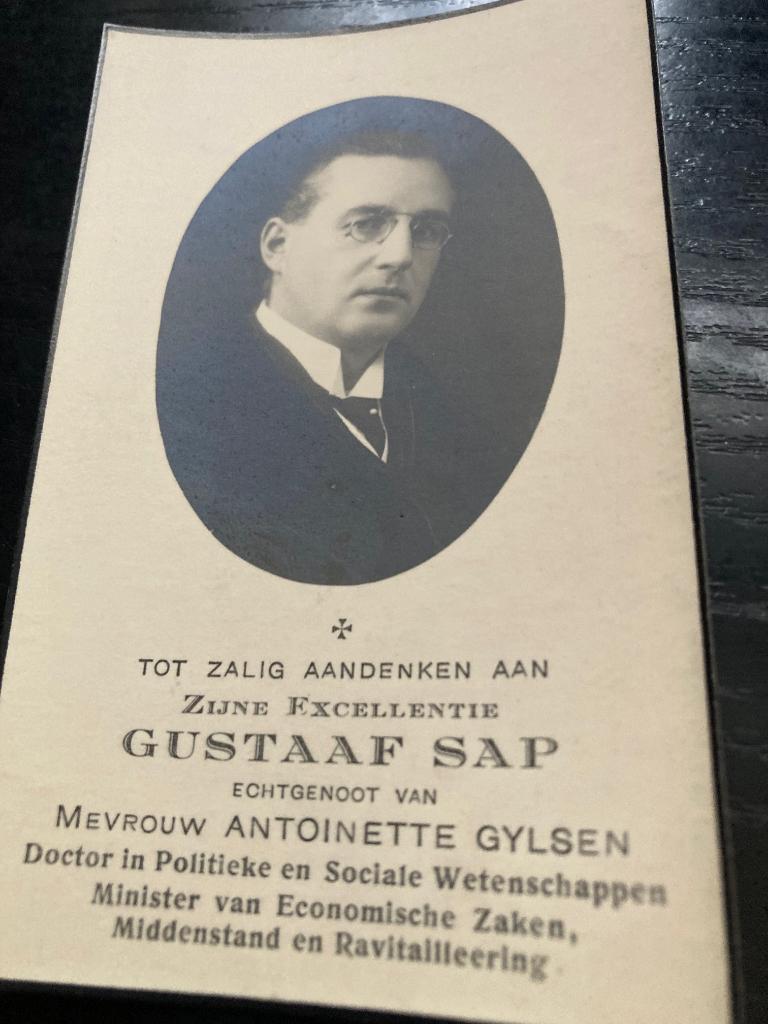 TOT ZALIG AANDENKEN AAN
ZIJNE EXCELLENTIE
GUSTAAF SAP
ECHTGENOOT VAN
MEVROUW ANTOINETTE GYLSEN
Doctor in Politieke en Sociale Wetenschappen
Minister van Economische Zaken,
Middenstand en Ravitailleering